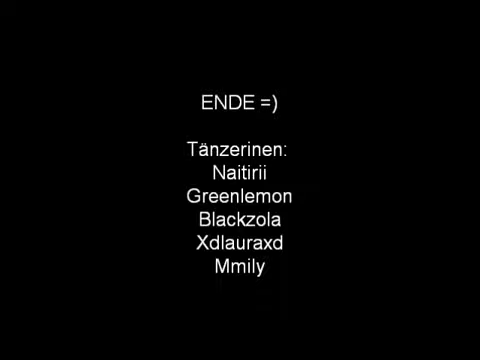 ENDE =)
Tänzerinen:
Naitirii
Greenlemon
Blackzola
Xdlauraxd
Mmily